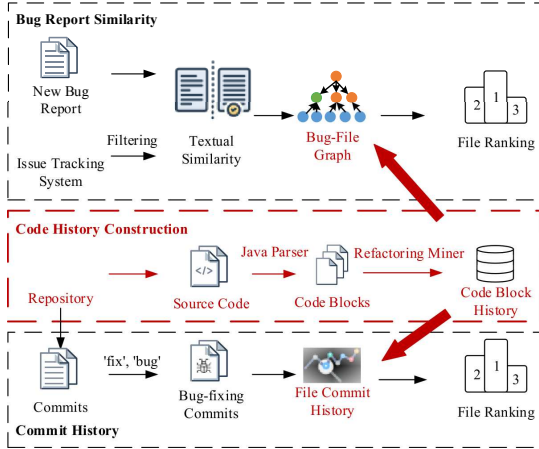 Bug Report Similarity
New Bug
Report
Filtering
Issue Tracking
System
Textual
Similarity
Bug-File
Graph
2 1 3
File Ranking
Code History Construction
Repository
</>
Source Code
Java Parser
Code Blocks
Refactoring Miner
Code Block
History
Commits
'fix', 'bug'
Bug-fixing
Commits
File Commit
History
2 1 3
File Ranking
Commit History